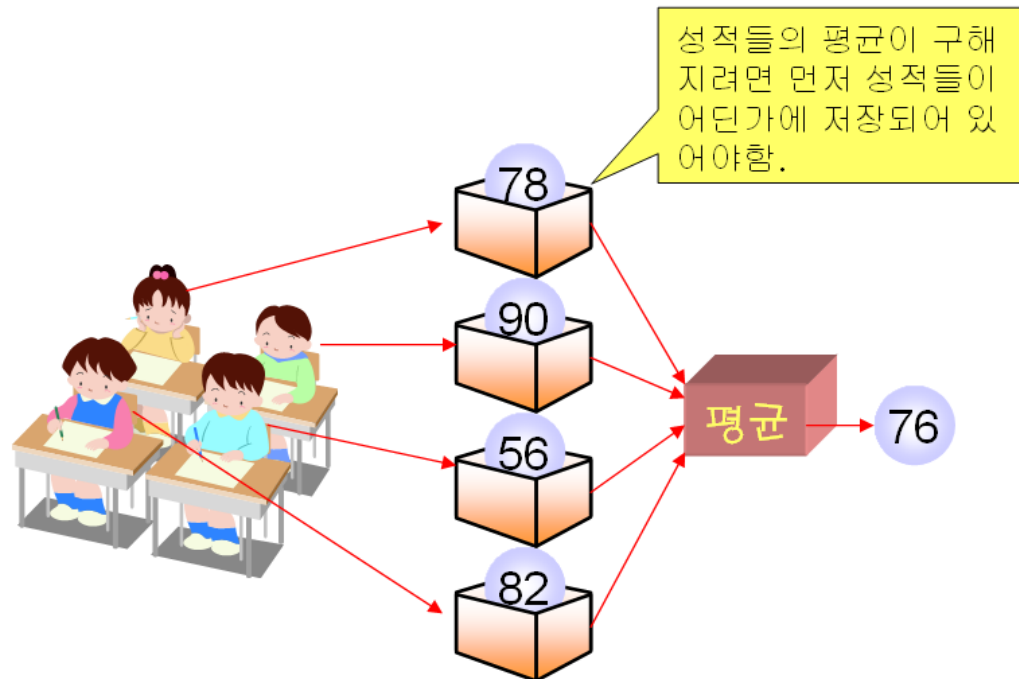 성적들의 평균이 구해
지려면 먼저 성적들이
어딘가에 저장되어 있
어야함.
78
90
56
82
평균
76